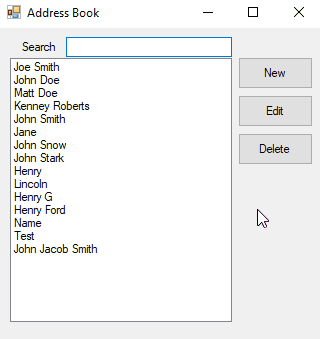 Address Book
Search
Joe Smith
John Doe
Matt Doe
Kenney Roberts
John Smith
Jane
John Snow
John Stark
Henry
Lincoln
Henry G
Henry Ford
Name
Test
John Jacob Smith
New
Edit
Delete